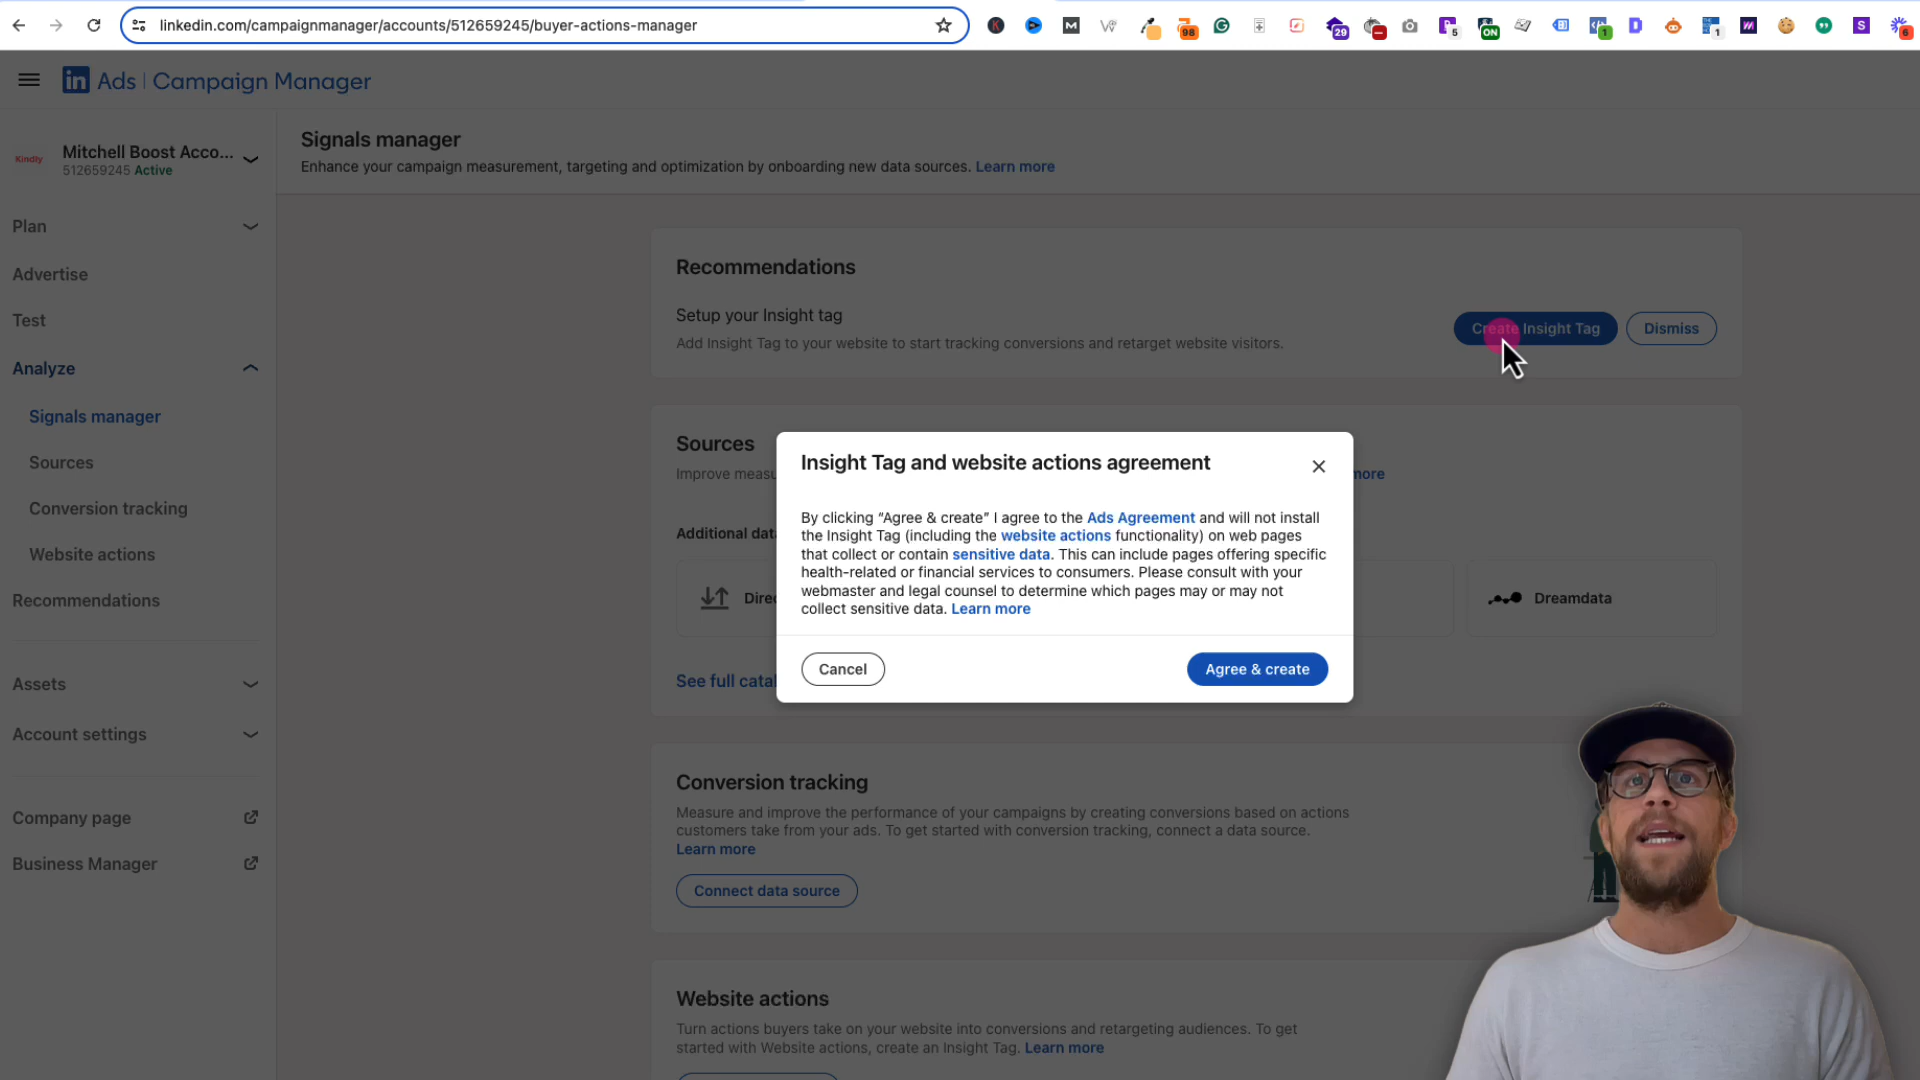 linkedin.com/campaignmanager/accounts/512659245/buyer-actions-manager
98
29
5
ON
1
1
6
in Ads | Campaign Manager
Kindly
Mitchell Boost Acco...
512659245 Active
Plan
Advertise
Test
Analyze
Signals manager
Sources
Conversion tracking
Website actions
Recommendations
Assets
Account settings
Company page
Business Manager
Signals manager
Enhance your campaign measurement, targeting and optimization by onboarding new data sources. Learn more
Recommendations
Setup your Insight tag
Add Insight Tag to your website to start tracking conversions and retarget website visitors.
Create Insight Tag
Dismiss
Sources
Improve measu
more
Additional dat
Direc
Dreamdata
See full catal
Insight Tag and website actions agreement
By clicking “Agree & create” I agree to the Ads Agreement and will not install
the Insight Tag (including the website actions functionality) on web pages
that collect or contain sensitive data. This can include pages offering specific
health-related or financial services to consumers. Please consult with your
webmaster and legal counsel to determine which pages may or may not
collect sensitive data. Learn more
Cancel
Agree & create
Conversion tracking
Measure and improve the performance of your campaigns by creating conversions based on actions
customers take from your ads. To get started with conversion tracking, connect a data source.
Learn more
Connect data source
Website actions
Turn actions buyers take on your website into conversions and retargeting audiences. To get
started with Website actions, create an Insight Tag. Learn more